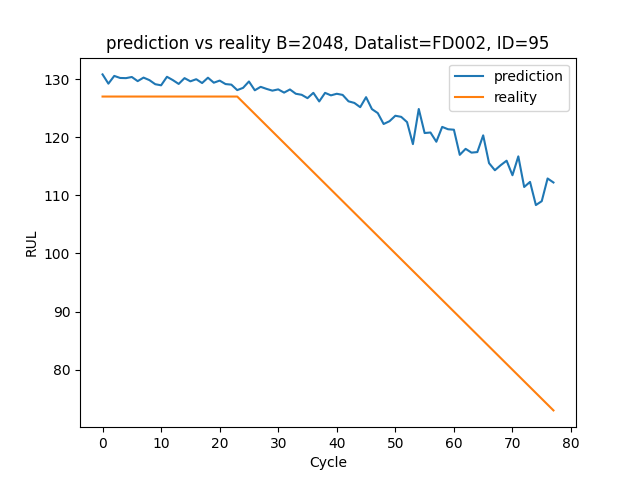 prediction vs reality B=2048, Datalist=FD002, ID=95
prediction
reality
RUL
130
120
110
100
90
80
0 10 20 30 40 50 60 70 80
Cycle